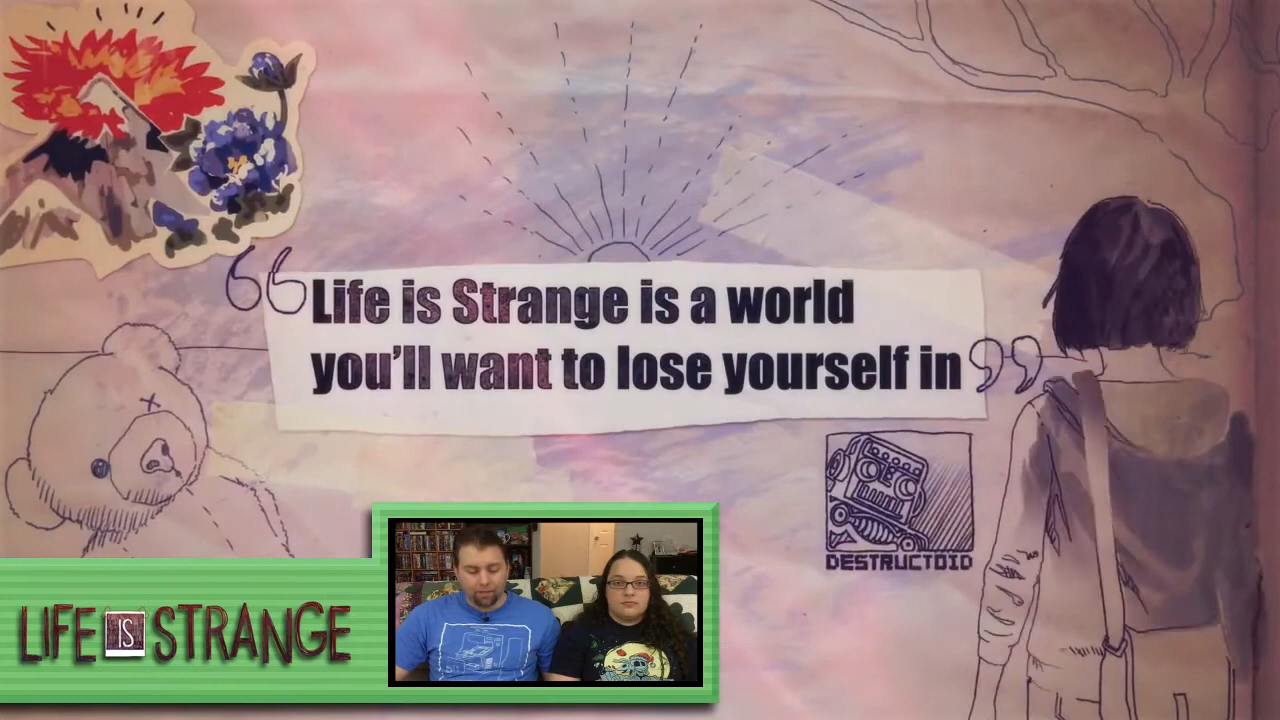 Life is Strange is a world
you'll want to lose yourself in
DESTRUCTOID
LIFE IS STRANGE